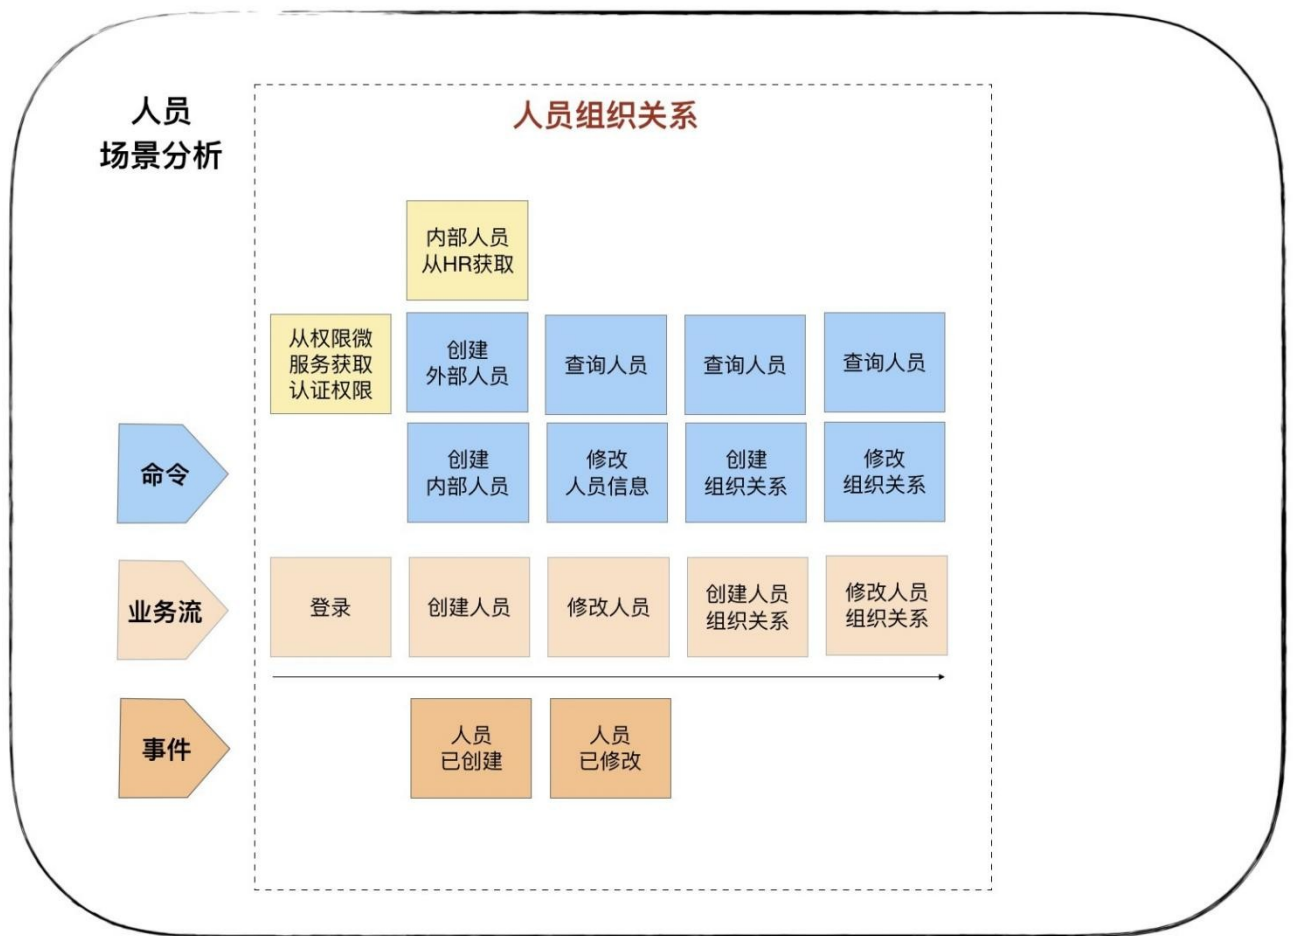 人员
场景分析
人员组织关系
内部人员
从HR获取
从权限微
服务获取
认证权限
创建
外部人员
查询人员
查询人员
查询人员
命令
创建
内部人员
修改
人员信息
创建
组织关系
修改
组织关系
业务流
登录
创建人员
修改人员
创建人员
组织关系
修改人员
组织关系
事件
人员
已创建
人员
已修改